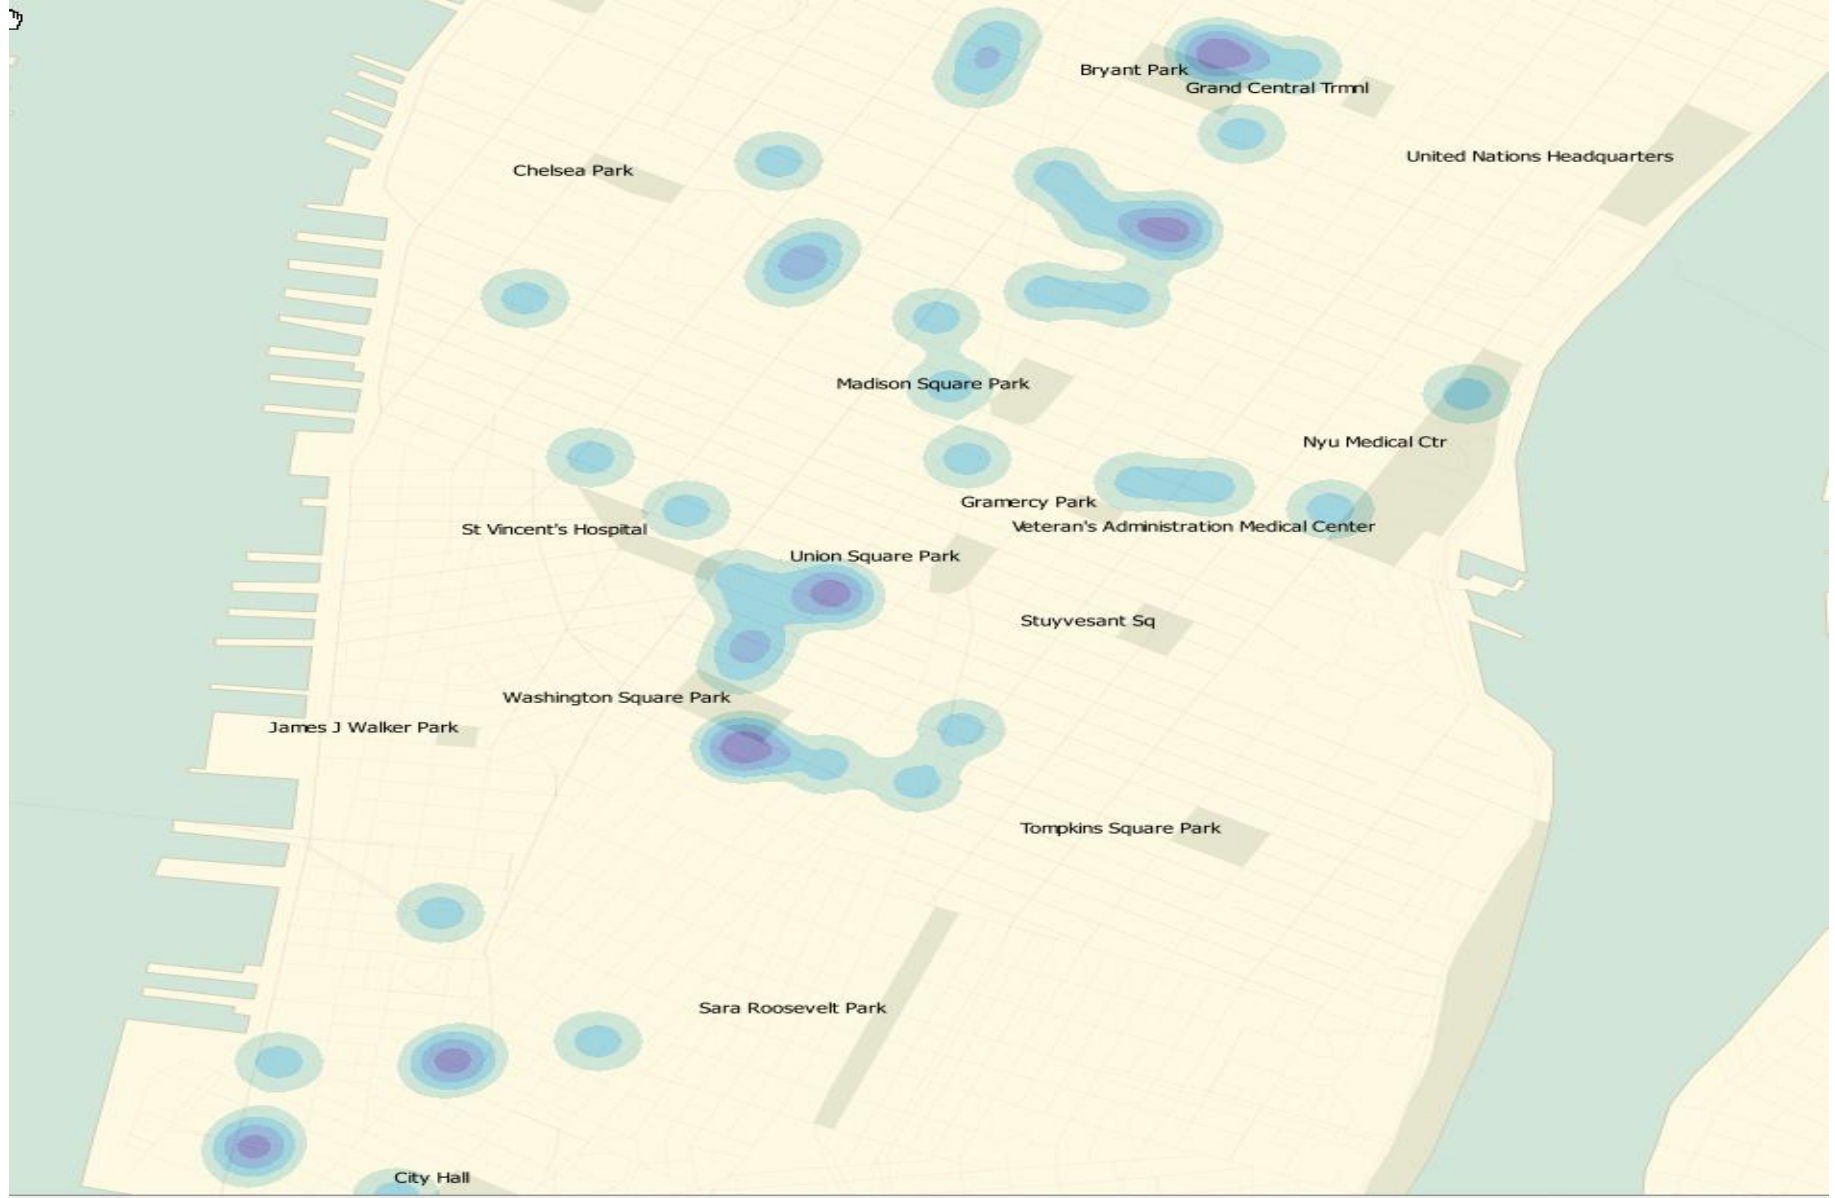 Bryant Park
Grand Central Trmnl
United Nations Headquarters
Chelsea Park
Madison Square Park
Nyu Medical Ctr
Gramercy Park
Veteran's Administration Medical Center
St Vincent's Hospital
Union Square Park
Stuyvesant Sq
Washington Square Park
James J Walker Park
Tompkins Square Park
Sara Roosevelt Park
City Hall